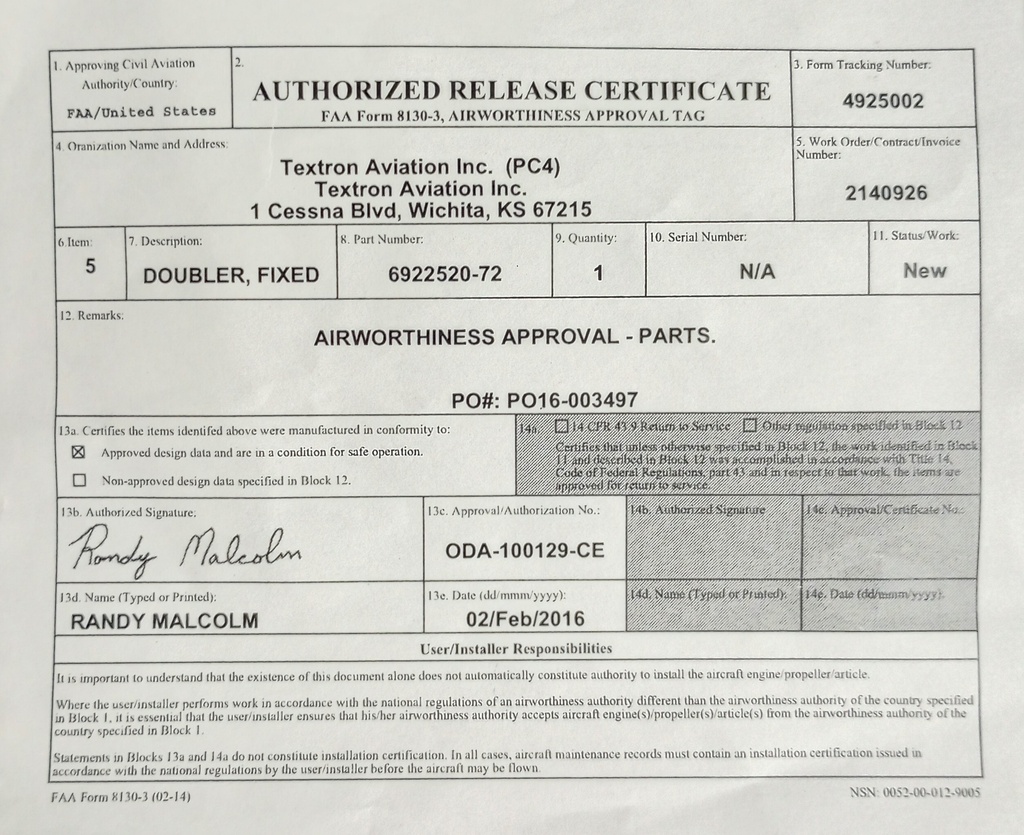 1. Approving Civil Aviation
Authority/Country:
FAA/United States
2.
AUTHORIZED RELEASE CERTIFICATE
FAA Form 8130-3, AIRWORTHINESS APPROVAL TAG
3. Form Tracking Number:
4925002
4. Oranization Name and Address:
Textron Aviation Inc. (PC4)
Textron Aviation Inc.
1 Cessna Blvd, Wichita, KS 67215
5. Work Order/Contract/Invoice
Number:
2140926
6.Item:
5
7. Description:
DOUBLER, FIXED
8. Part Number:
6922520-72
9. Quantity:
1
10. Serial Number:
N/A
11. Status/Work:
New
12. Remarks:
AIRWORTHINESS APPROVAL - PARTS.
PO#: PO16-003497
13a. Certifies the items identifed above were manufactured in conformity to:
☒ Approved design data and are in a condition for safe operation.
☐ Non-approved design data specified in Block 12.
14a. ☐ 14 CFR 43.9 Return to Service ☐ Other regulation specified in Block 12
Certifies that unless otherwise specified in Block 12, the work identified in Block
11 and described in Block 12 was accomplished in accordance with Title 14,
Code of Federal Regulations, part 43 and in respect to that work, the items are
approved for return to service.
13b. Authorized Signature:
Randy Malcolm
13c. Approval/Authorization No.:
ODA-100129-CE
14b. Authorized Signature
14c. Approval/Certificate No.:
13d. Name (Typed or Printed):
RANDY MALCOLM
13e. Date (dd/mmm/yyyy):
02/Feb/2016
14d. Name (Typed or Printed):
14e. Date (dd/mmm/yyyy):
User/Installer Responsibilities
It is important to understand that the existence of this document alone does not automatically constitute authority to install the aircraft engine/propeller/article.
Where the user/installer performs work in accordance with the national regulations of an airworthiness authority different than the airworthiness authority of the country specified
in Block 1, it is essential that the user/installer ensures that his/her airworthiness authority accepts aircraft engine(s)/propeller(s)/article(s) from the airworthiness authority of the
country specified in Block 1.
Statements in Blocks 13a and 14a do not constitute installation certification. In all cases, aircraft maintenance records must contain an installation certification issued in
accordance with the national regulations by the user/installer before the aircraft may be flown.
FAA Form 8130-3 (02-14)
NSN: 0052-00-012-9005